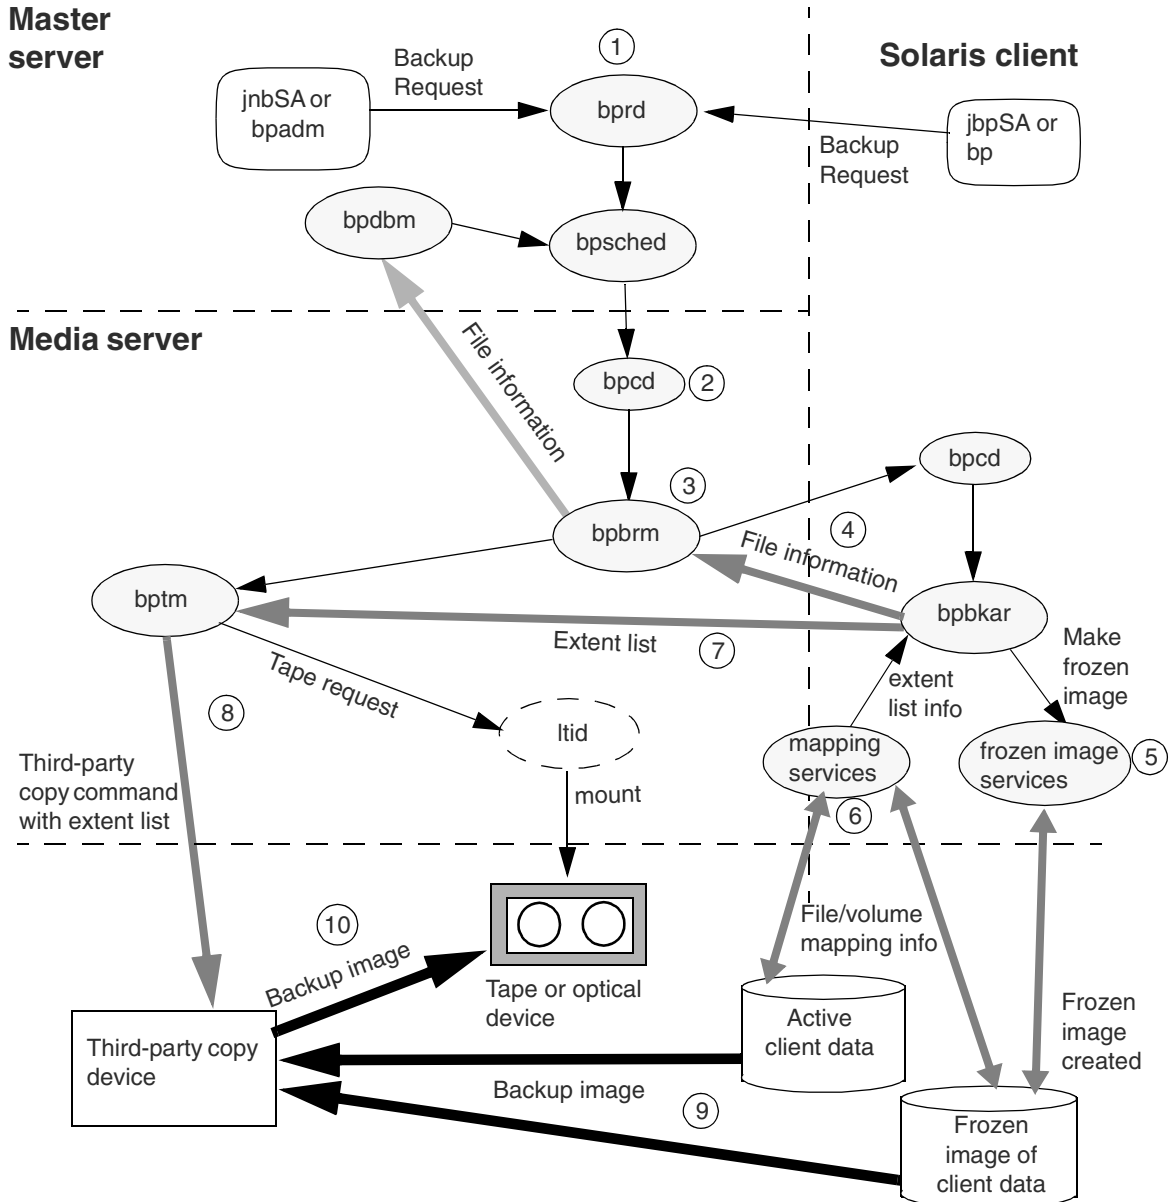 Master
server
1
Solaris client
Backup
Request
jnbSA or
bpadm
bprd
jbpSA or
bp
Backup
Request
bpdbm
bpsched
Media server
File information
bpcd
2
bpcd
3
4
bpbrm
File information
bptm
bpbkar
Extent list
7
Make
frozen
image
Tape request
extent
list info
8
ltid
mapping
services
frozen image
services
5
Third-party
copy command
with extent list
mount
6
10
Backup image
File/volume
mapping info
Tape or optical
device
Active
client data
Frozen
image
created
Third-party copy
device
Backup image
9
Frozen
image of
client data